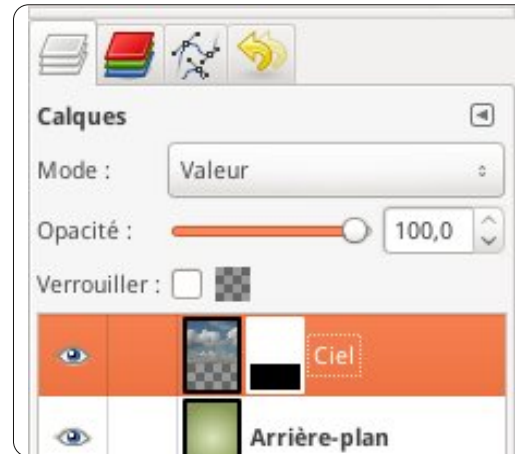 Calques
Mode :
Valeur
Opacité :
100,0
Verrouiller :
Ciel
Arrière-plan